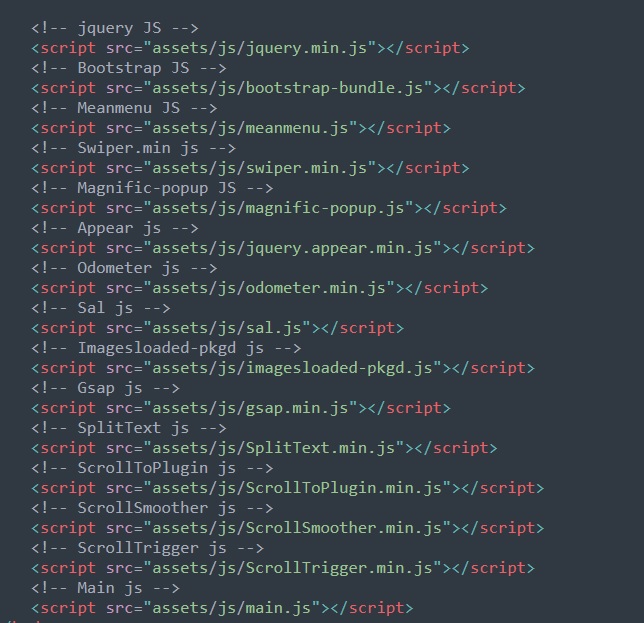 <!-- jquery JS -->
<script src="assets/js/jquery.min.js"></script>
<!-- Bootstrap JS -->
<script src="assets/js/bootstrap-bundle.js"></script>
<!-- Meanmenu JS -->
<script src="assets/js/meanmenu.js"></script>
<!-- Swiper.min js -->
<script src="assets/js/swiper.min.js"></script>
<!-- Magnific-popup JS -->
<script src="assets/js/magnific-popup.js"></script>
<!-- Appear js -->
<script src="assets/js/jquery.appear.min.js"></script>
<!-- Odometer js -->
<script src="assets/js/odometer.min.js"></script>
<!-- Sal js -->
<script src="assets/js/sal.js"></script>
<!-- Imagesloaded-pkgd js -->
<script src="assets/js/imagesloaded-pkgd.js"></script>
<!-- Gsap js -->
<script src="assets/js/gsap.min.js"></script>
<!-- SplitText js -->
<script src="assets/js/SplitText.min.js"></script>
<!-- ScrollToPlugin js -->
<script src="assets/js/ScrollToPlugin.min.js"></script>
<!-- ScrollSmoother js -->
<script src="assets/js/ScrollSmoother.min.js"></script>
<!-- ScrollTrigger js -->
<script src="assets/js/ScrollTrigger.min.js"></script>
<!-- Main js -->
<script src="assets/js/main.js"></script>